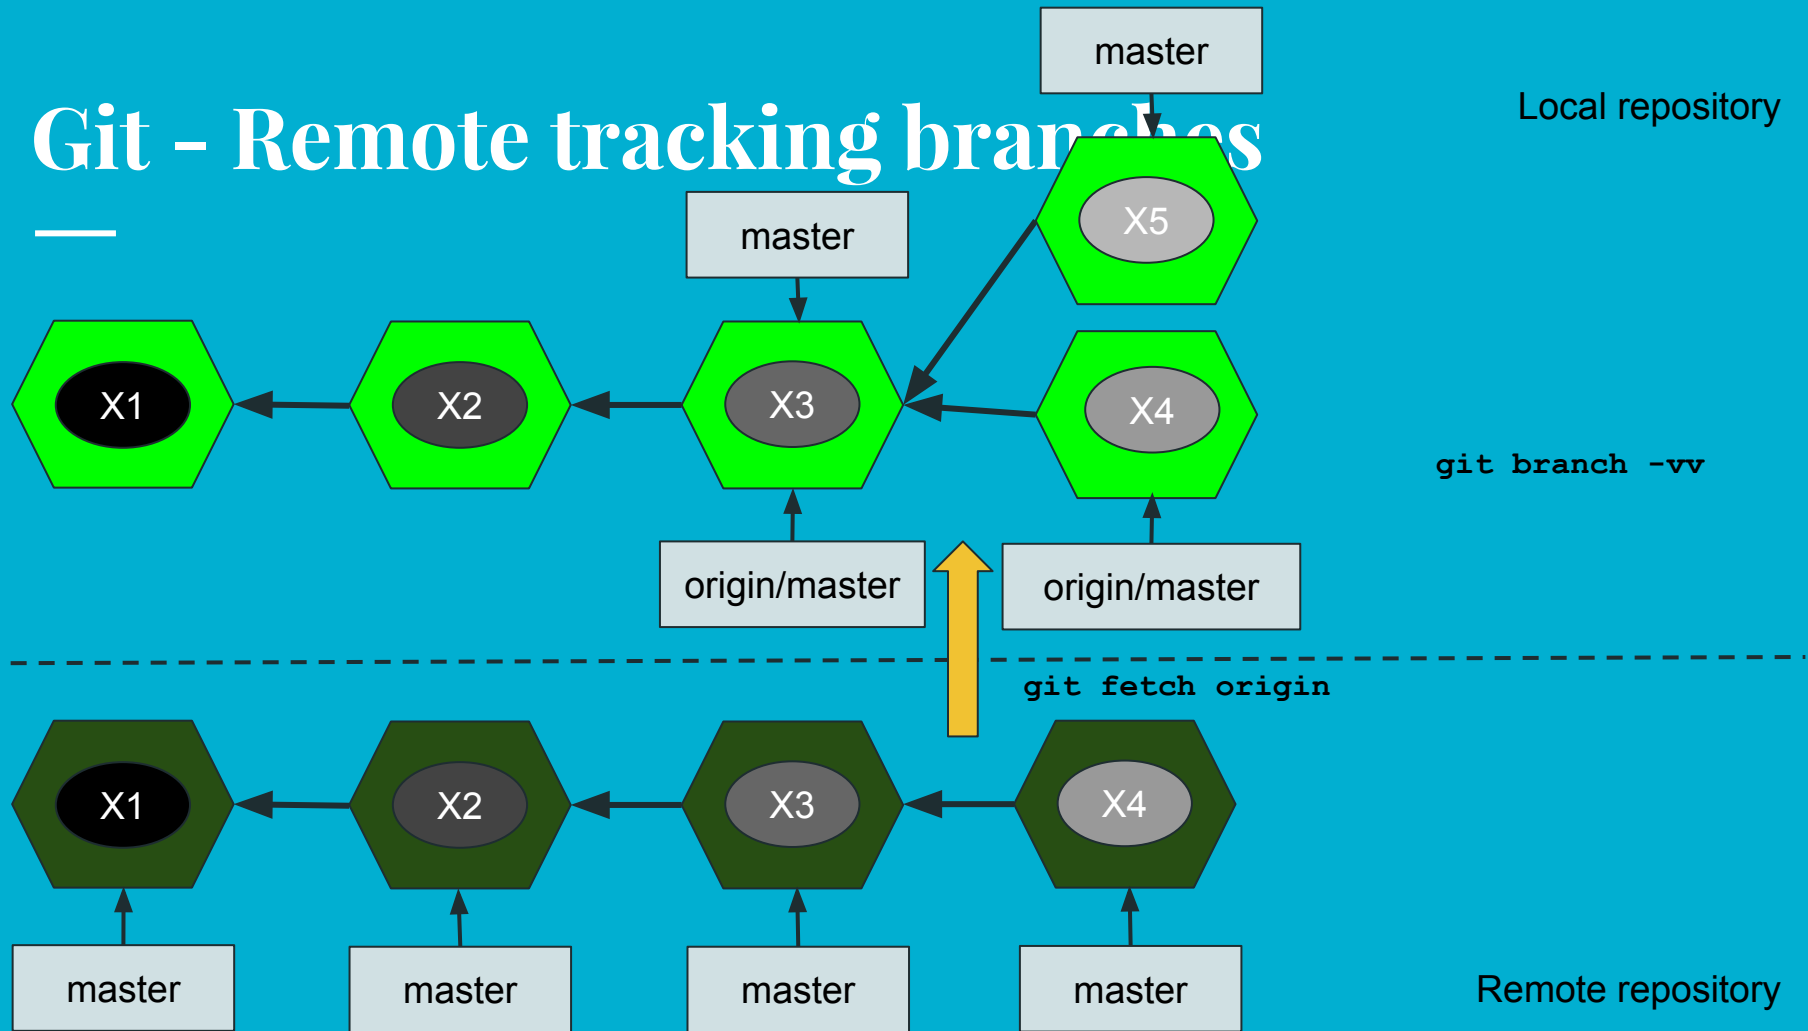 master
Local repository
Git - Remote tracking branches
master
X5
X1
X2
X3
X4
git branch -vv
origin/master
origin/master
git fetch origin
X1
X2
X3
X4
master
master
master
master
Remote repository